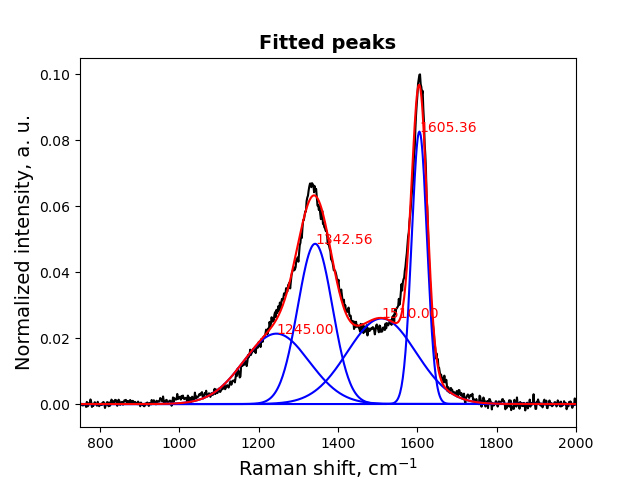 Fitted peaks
Normalized intensity, a. u.
0.10
0.08
0.06
0.04
0.02
0.00
1605.36
1342.56
1510.00
1245.00
800 1000 1200 1400 1600 1800 2000
Raman shift, cm⁻¹